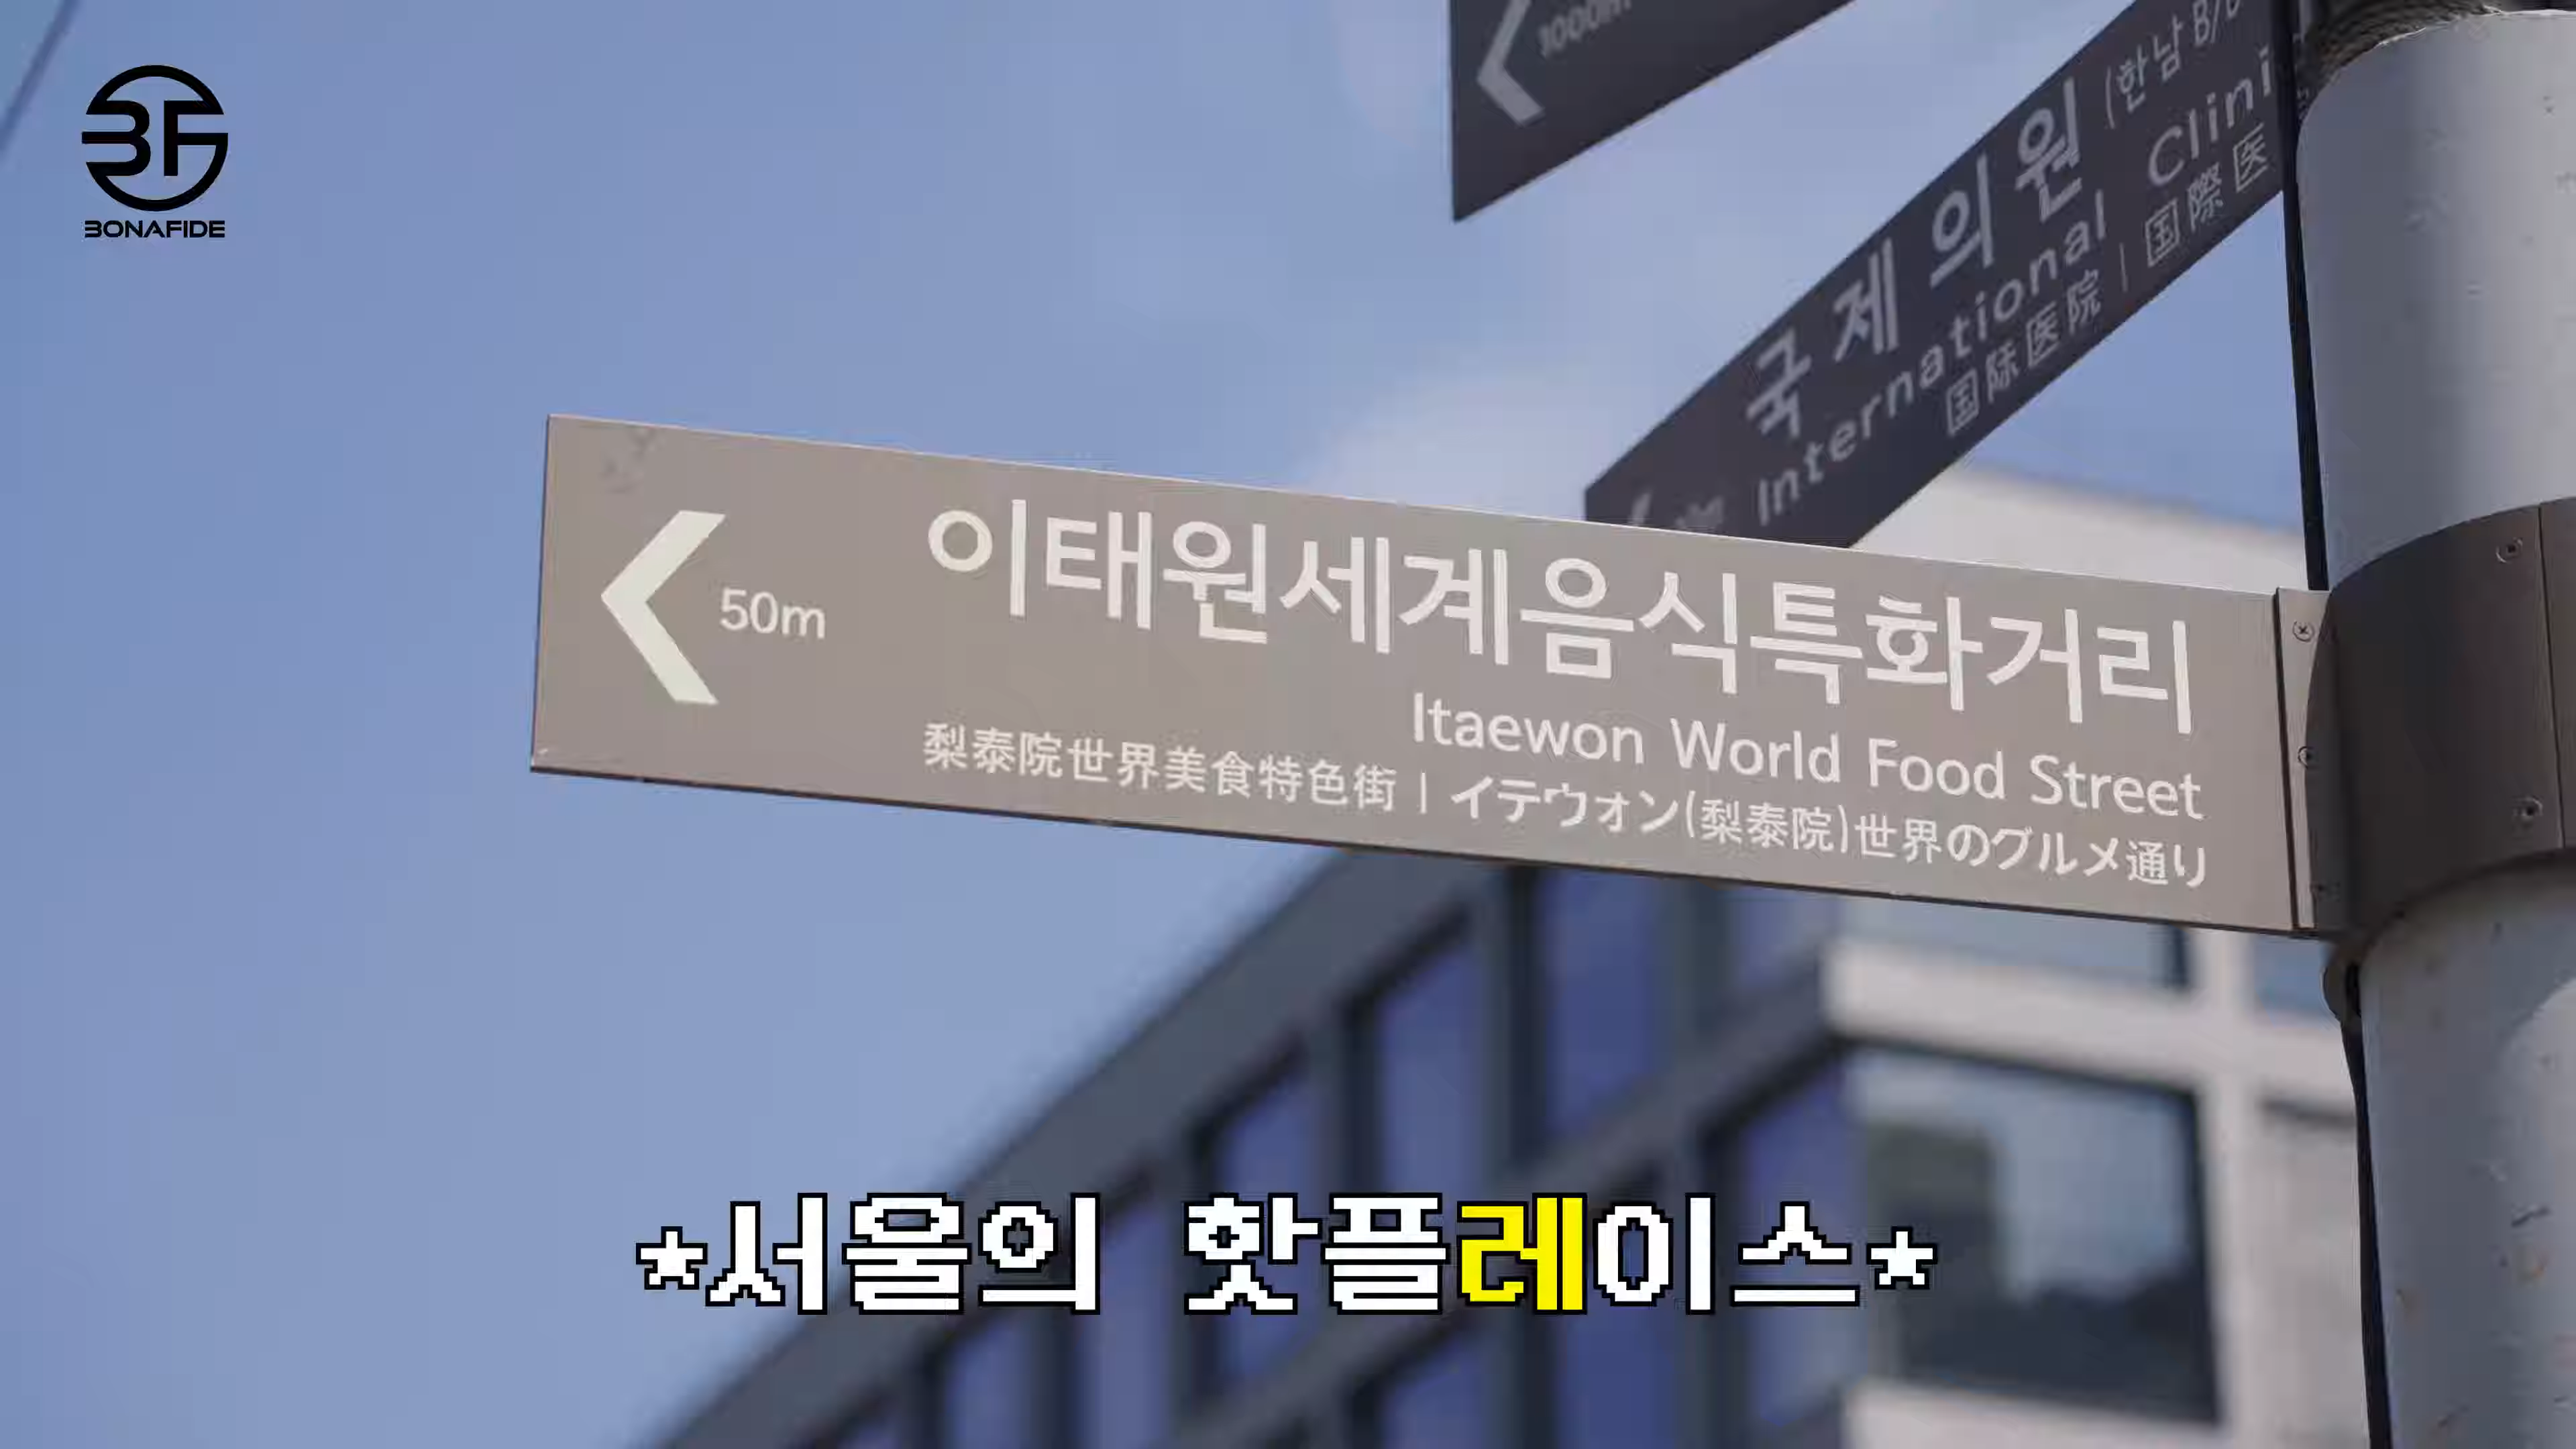 BF
BONAFIDE
1000m
국제의원 (한남
International
国际医院 | 国際医
50m
이태원세계음식특화거리
Itaewon World Food Street
梨泰院世界美食特色街 | イテウォン(梨泰院)世界のグルメ通り
*서울의 핫플레이스*